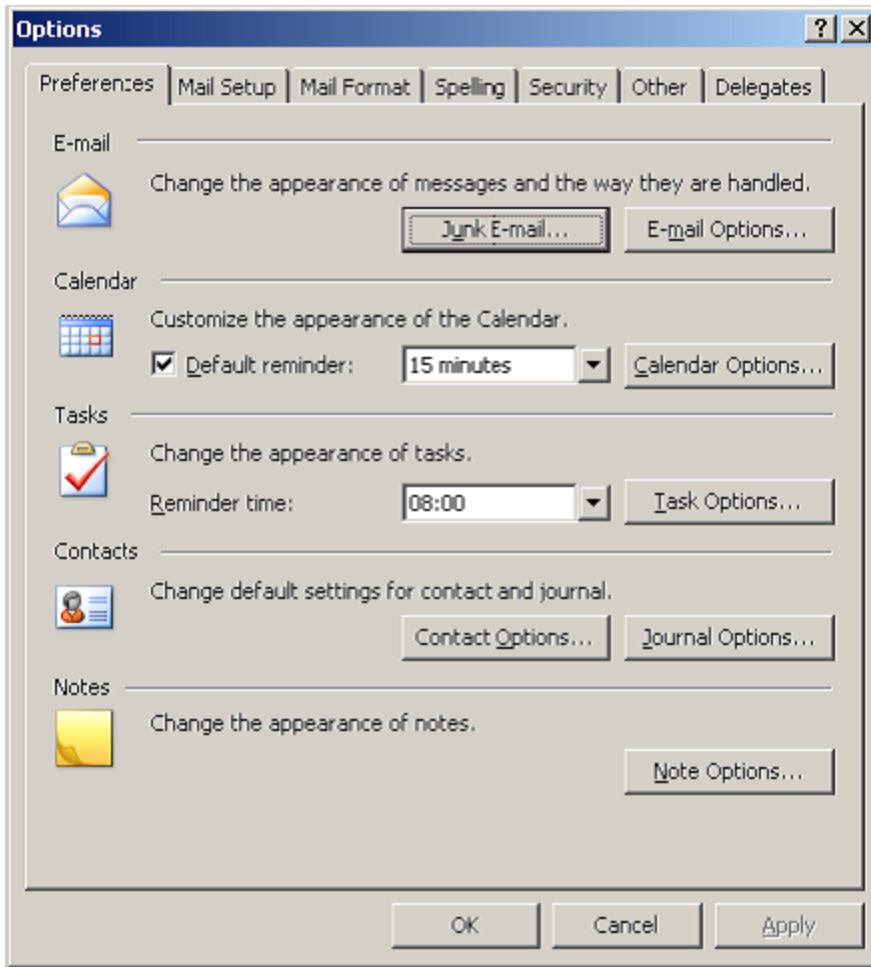 Options
Preferences Mail Setup Mail Format Spelling Security Other Delegates
E-mail
Change the appearance of messages and the way they are handled.
Junk E-mail... E-mail Options...
Calendar
Customize the appearance of the Calendar.
Default reminder: 15 minutes Calendar Options...
Tasks
Change the appearance of tasks.
Reminder time: 08:00 Task Options...
Contacts
Change default settings for contact and journal.
Contact Options... Journal Options...
Notes
Change the appearance of notes.
Note Options...
OK Cancel Apply